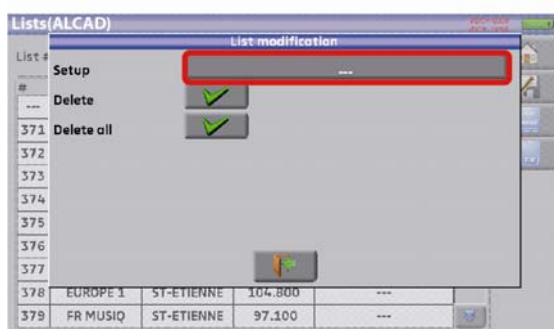 Lists(ALCAD)
List modification
List #
Setup ---
#
Delete
---
371 Delete all
372
373
374
375
376
377
378 EUROPE 1 ST-ETIENNE 104.800 ---
379 FR MUSIQ ST-ETIENNE 97.100 ---